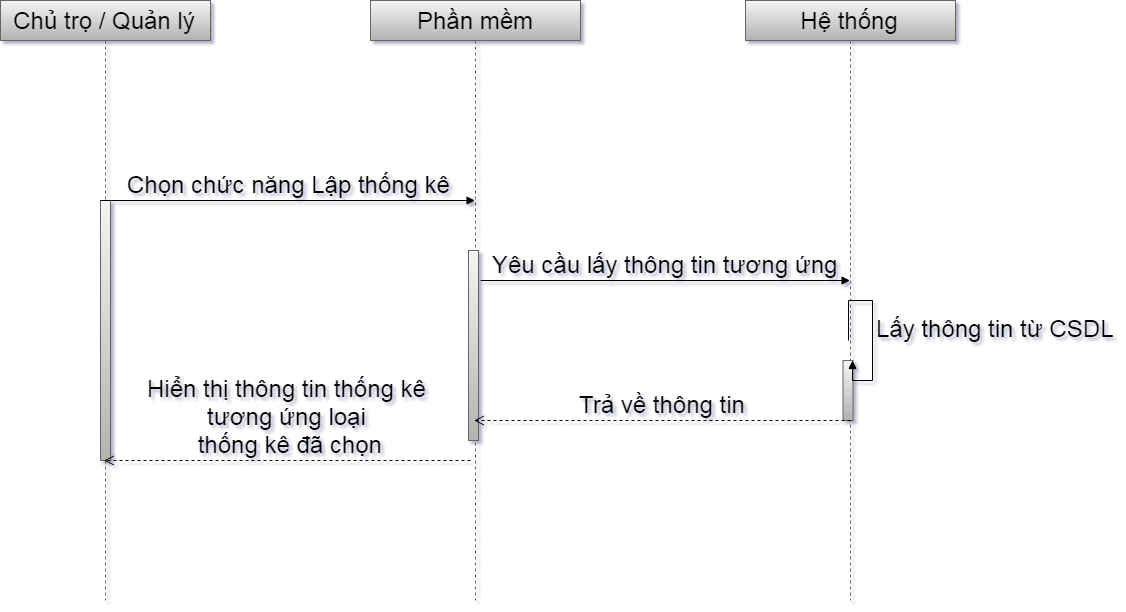 Chủ trọ / Quản lý
Phần mềm
Hệ thống
Chọn chức năng Lập thống kê
Yêu cầu lấy thông tin tương ứng
Lấy thông tin từ CSDL
Trả về thông tin
Hiển thị thông tin thống kê
tương ứng loại
thống kê đã chọn